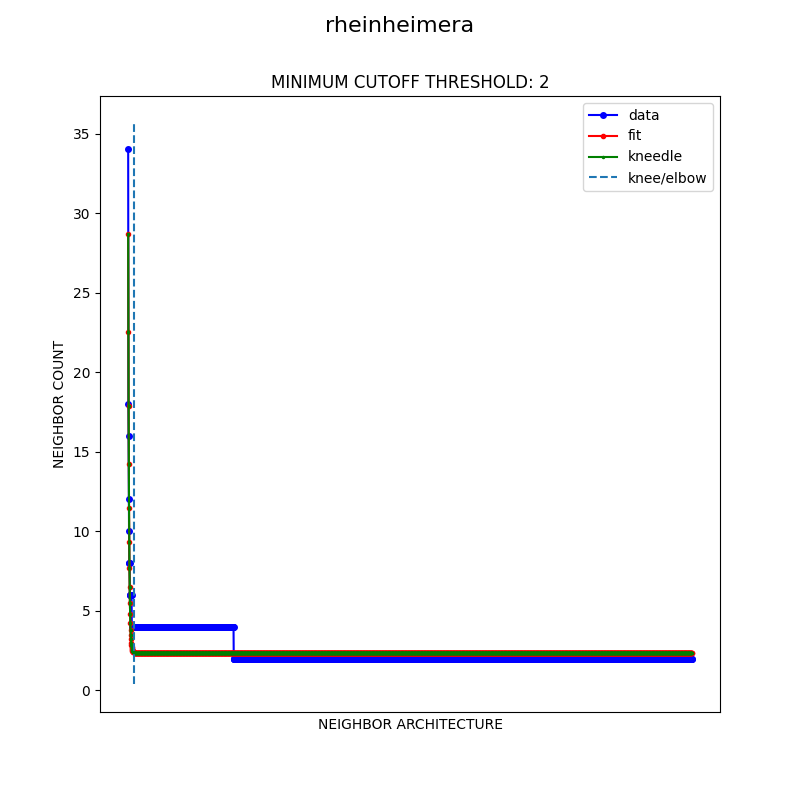 rheinheimera
MINIMUM CUTOFF THRESHOLD: 2
data
fit
kneedle
knee/elbow
35
30
25
20
15
10
5
0
NEIGHBOR COUNT
NEIGHBOR ARCHITECTURE